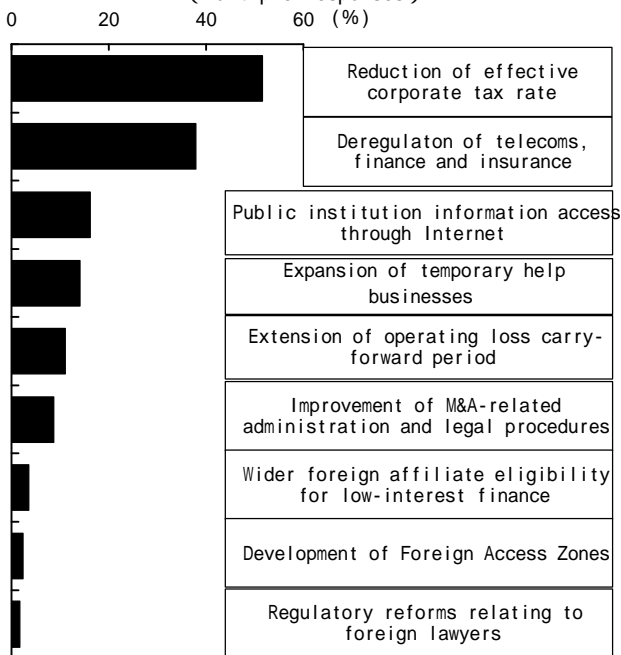 0 20 40 60 (%)
Reduction of effective
corporate tax rate
Deregulaton of telecoms,
finance and insurance
Public institution information access
through Internet
Expansion of temporary help
businesses
Extension of operating loss carry-
forward period
Improvement of M&A-related
administration and legal procedures
Wider foreign affiliate eligibility
for low-interest finance
Development of Foreign Access Zones
Regulatory reforms relating to
foreign lawyers